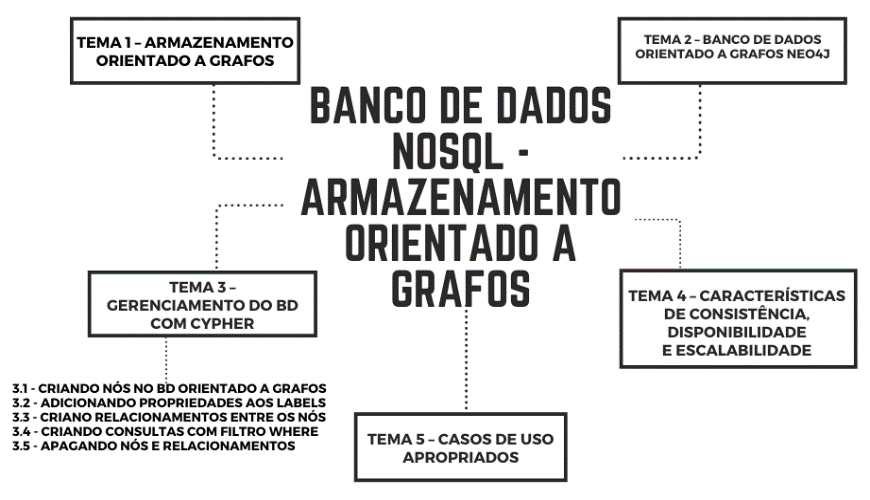 TEMA 1 – ARMAZENAMENTO
ORIENTADO A GRAFOS
TEMA 2 – BANCO DE DADOS
ORIENTADO A GRAFOS NEO4J
BANCO DE DADOS
NOSQL -
ARMAZENAMENTO
ORIENTADO A
GRAFOS
TEMA 3 –
GERENCIAMENTO DO BD
COM CYPHER
TEMA 4 – CARACTERÍSTICAS
DE CONSISTÊNCIA,
DISPONIBILIDADE
E ESCALABILIDADE
3.1 - CRIANDO NÓS NO BD ORIENTADO A GRAFOS
3.2 - ADICIONANDO PROPRIEDADES AOS LABELS
3.3 - CRIANO RELACIONAMENTOS ENTRE OS NÓS
3.4 - CRIANDO CONSULTAS COM FILTRO WHERE
3.5 - APAGANDO NÓS E RELACIONAMENTOS
TEMA 5 – CASOS DE USO
APROPRIADOS